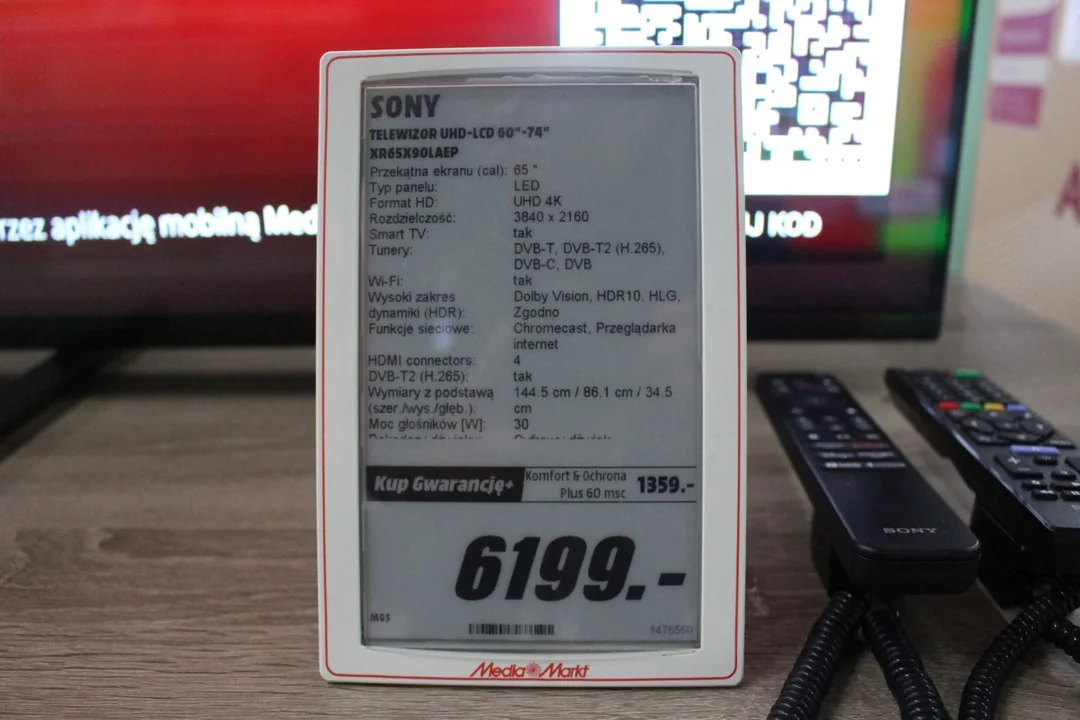 SONY
TELEWIZOR UHD-LCD 60"-74"
XR65X90LAEP
Przekątna ekranu (cal): 65 "
Typ panelu: LED
Format HD: UHD 4K
Rozdzielczość: 3840 x 2160
Smart TV: tak
Tunery: DVB-T, DVB-T2 (H.265),
DVB-C, DVB
Wi-Fi: tak
Wysoki zakres Dolby Vision, HDR10, HLG,
dynamiki (HDR): Zgodno
Funkcje sieciowe: Chromecast, Przeglądarka
internet
HDMI connectors: 4
DVB-T2 (H.265): tak
Wymiary z podstawą 144.5 cm / 86.1 cm / 34.5
(szer./wys./głęb.): cm
Moc głośników [W]: 30
Kup Gwarancję+ Komfort & Ochrona
Plus 60 msc 1359.-
6199.-
MG5
1476560
Media Markt
rzez aplikację mobilną Med
J KOD
SONY